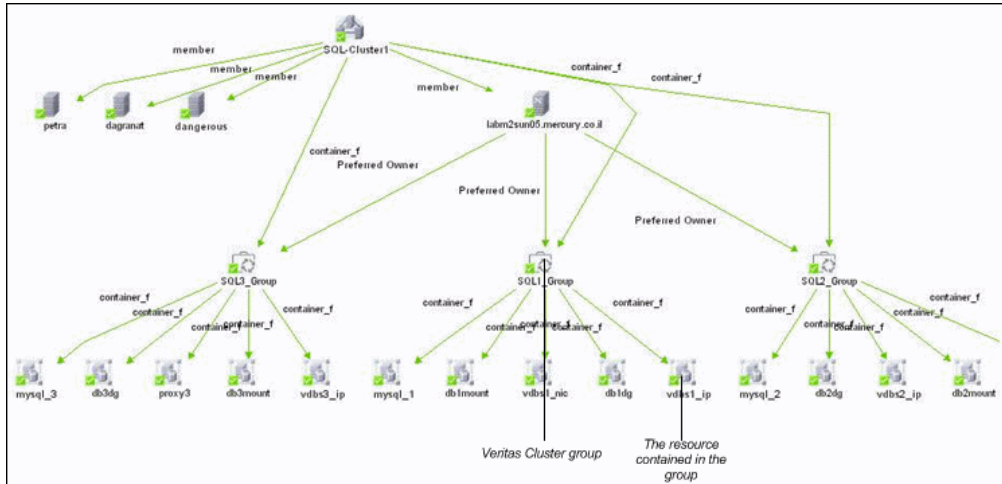 SQL-Cluster1
member
member
member
member
container_f
container_f
petra
dagranat
dangerous
labm2sun05.mercury.co.il
container_f
Preferred Owner
Preferred Owner
Preferred Owner
SQL3_Group
SQL1_Group
SQL2_Group
container_f
container_f
container_f
container_f
container_f
container_f
container_f
container_f
container_f
container_f
container_f
container_f
container_f
container_f
mysql_3
db3dg
proxy3
db3mount
vdbs3_ip
mysql_1
db1mount
vdbs1_nic
db1dg
vdbs1_ip
mysql_2
db2dg
vdbs2_ip
db2mount
Veritas Cluster group
The resource
contained in the
group